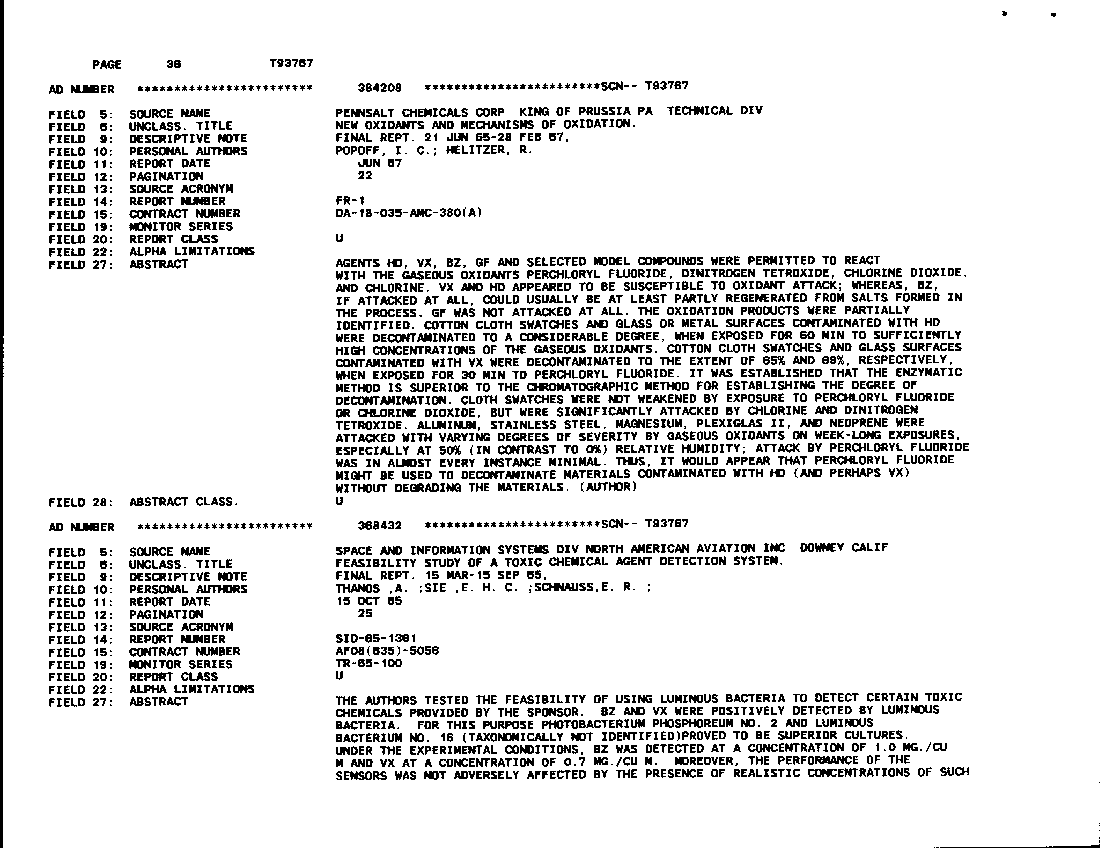 PAGE 36 T93767
AD NUMBER ************************ 384208 ************************SCN-- T93767
FIELD 5: SOURCE NAME PENNSALT CHEMICALS CORP KING OF PRUSSIA PA TECHNICAL DIV
FIELD 6: UNCLASS. TITLE NEW OXIDANTS AND MECHANISMS OF OXIDATION.
FIELD 9: DESCRIPTIVE NOTE FINAL REPT. 21 JUN 65-28 FEB 67,
FIELD 10: PERSONAL AUTHORS POPOFF, I. C.; HELITZER, R.
FIELD 11: REPORT DATE JUN 67
FIELD 12: PAGINATION 22
FIELD 13: SOURCE ACRONYM
FIELD 14: REPORT NUMBER FR-1
FIELD 15: CONTRACT NUMBER DA-18-035-AMC-380(A)
FIELD 19: MONITOR SERIES
FIELD 20: REPORT CLASS U
FIELD 22: ALPHA LIMITATIONS
FIELD 27: ABSTRACT AGENTS HD, VX, BZ, GF AND SELECTED MODEL COMPOUNDS WERE PERMITTED TO REACT
WITH THE GASEOUS OXIDANTS PERCHLORYL FLUORIDE, DINITROGEN TETROXIDE, CHLORINE DIOXIDE,
AND CHLORINE. VX AND HD APPEARED TO BE SUSCEPTIBLE TO OXIDANT ATTACK; WHEREAS, BZ,
IF ATTACKED AT ALL, COULD USUALLY BE AT LEAST PARTLY REGENERATED FROM SALTS FORMED IN
THE PROCESS. GF WAS NOT ATTACKED AT ALL. THE OXIDATION PRODUCTS WERE PARTIALLY
IDENTIFIED. COTTON CLOTH SWATCHES AND GLASS OR METAL SURFACES CONTAMINATED WITH HD
WERE DECONTAMINATED TO A CONSIDERABLE DEGREE, WHEN EXPOSED FOR 60 MIN TO SUFFICIENTLY
HIGH CONCENTRATIONS OF THE GASEOUS OXIDANTS. COTTON CLOTH SWATCHES AND GLASS SURFACES
CONTAMINATED WITH VX WERE DECONTAMINATED TO THE EXTENT OF 85% AND 88%, RESPECTIVELY,
WHEN EXPOSED FOR 30 MIN TO PERCHLORYL FLUORIDE. IT WAS ESTABLISHED THAT THE ENZYMATIC
METHOD IS SUPERIOR TO THE CHROMATOGRAPHIC METHOD FOR ESTABLISHING THE DEGREE OF
DECONTAMINATION. CLOTH SWATCHES WERE NOT WEAKENED BY EXPOSURE TO PERCHLORYL FLUORIDE
OR CHLORINE DIOXIDE, BUT WERE SIGNIFICANTLY ATTACKED BY CHLORINE AND DINITROGEN
TETROXIDE. ALUMINUM, STAINLESS STEEL, MAGNESIUM, PLEXIGLAS II, AND NEOPRENE WERE
ATTACKED WITH VARYING DEGREES OF SEVERITY BY GASEOUS OXIDANTS ON WEEK-LONG EXPOSURES,
ESPECIALLY AT 50% (IN CONTRAST TO 0%) RELATIVE HUMIDITY; ATTACK BY PERCHLORYL FLUORIDE
WAS IN ALMOST EVERY INSTANCE MINIMAL. THUS, IT WOULD APPEAR THAT PERCHLORYL FLUORIDE
MIGHT BE USED TO DECONTAMINATE MATERIALS CONTAMINATED WITH HD (AND PERHAPS VX)
WITHOUT DEGRADING THE MATERIALS. (AUTHOR)
FIELD 28: ABSTRACT CLASS. U
AD NUMBER ************************ 368432 ************************SCN-- T93767
FIELD 5: SOURCE NAME SPACE AND INFORMATION SYSTEMS DIV NORTH AMERICAN AVIATION INC DOWNEY CALIF
FIELD 6: UNCLASS. TITLE FEASIBILITY STUDY OF A TOXIC CHEMICAL AGENT DETECTION SYSTEM.
FIELD 9: DESCRIPTIVE NOTE FINAL REPT. 15 MAR-15 SEP 65,
FIELD 10: PERSONAL AUTHORS THANOS ,A. ;SIE ,E. H. C. ;SCHNAUSS,E. R. ;
FIELD 11: REPORT DATE 15 OCT 65
FIELD 12: PAGINATION 25
FIELD 13: SOURCE ACRONYM
FIELD 14: REPORT NUMBER SID-65-1361
FIELD 15: CONTRACT NUMBER AF08(635)-5056
FIELD 19: MONITOR SERIES TR-65-100
FIELD 20: REPORT CLASS U
FIELD 22: ALPHA LIMITATIONS
FIELD 27: ABSTRACT THE AUTHORS TESTED THE FEASIBILITY OF USING LUMINOUS BACTERIA TO DETECT CERTAIN TOXIC
CHEMICALS PROVIDED BY THE SPONSOR. BZ AND VX WERE POSITIVELY DETECTED BY LUMINOUS
BACTERIA. FOR THIS PURPOSE PHOTOBACTERIUM PHOSPHOREUM NO. 2 AND LUMINOUS
BACTERIUM NO. 16 (TAXONOMICALLY NOT IDENTIFIED)PROVED TO BE SUPERIOR CULTURES.
UNDER THE EXPERIMENTAL CONDITIONS, BZ WAS DETECTED AT A CONCENTRATION OF 1.0 MG./CU
M AND VX AT A CONCENTRATION OF 0.7 MG./CU M. MOREOVER, THE PERFORMANCE OF THE
SENSORS WAS NOT ADVERSELY AFFECTED BY THE PRESENCE OF REALISTIC CONCENTRATIONS OF SUCH